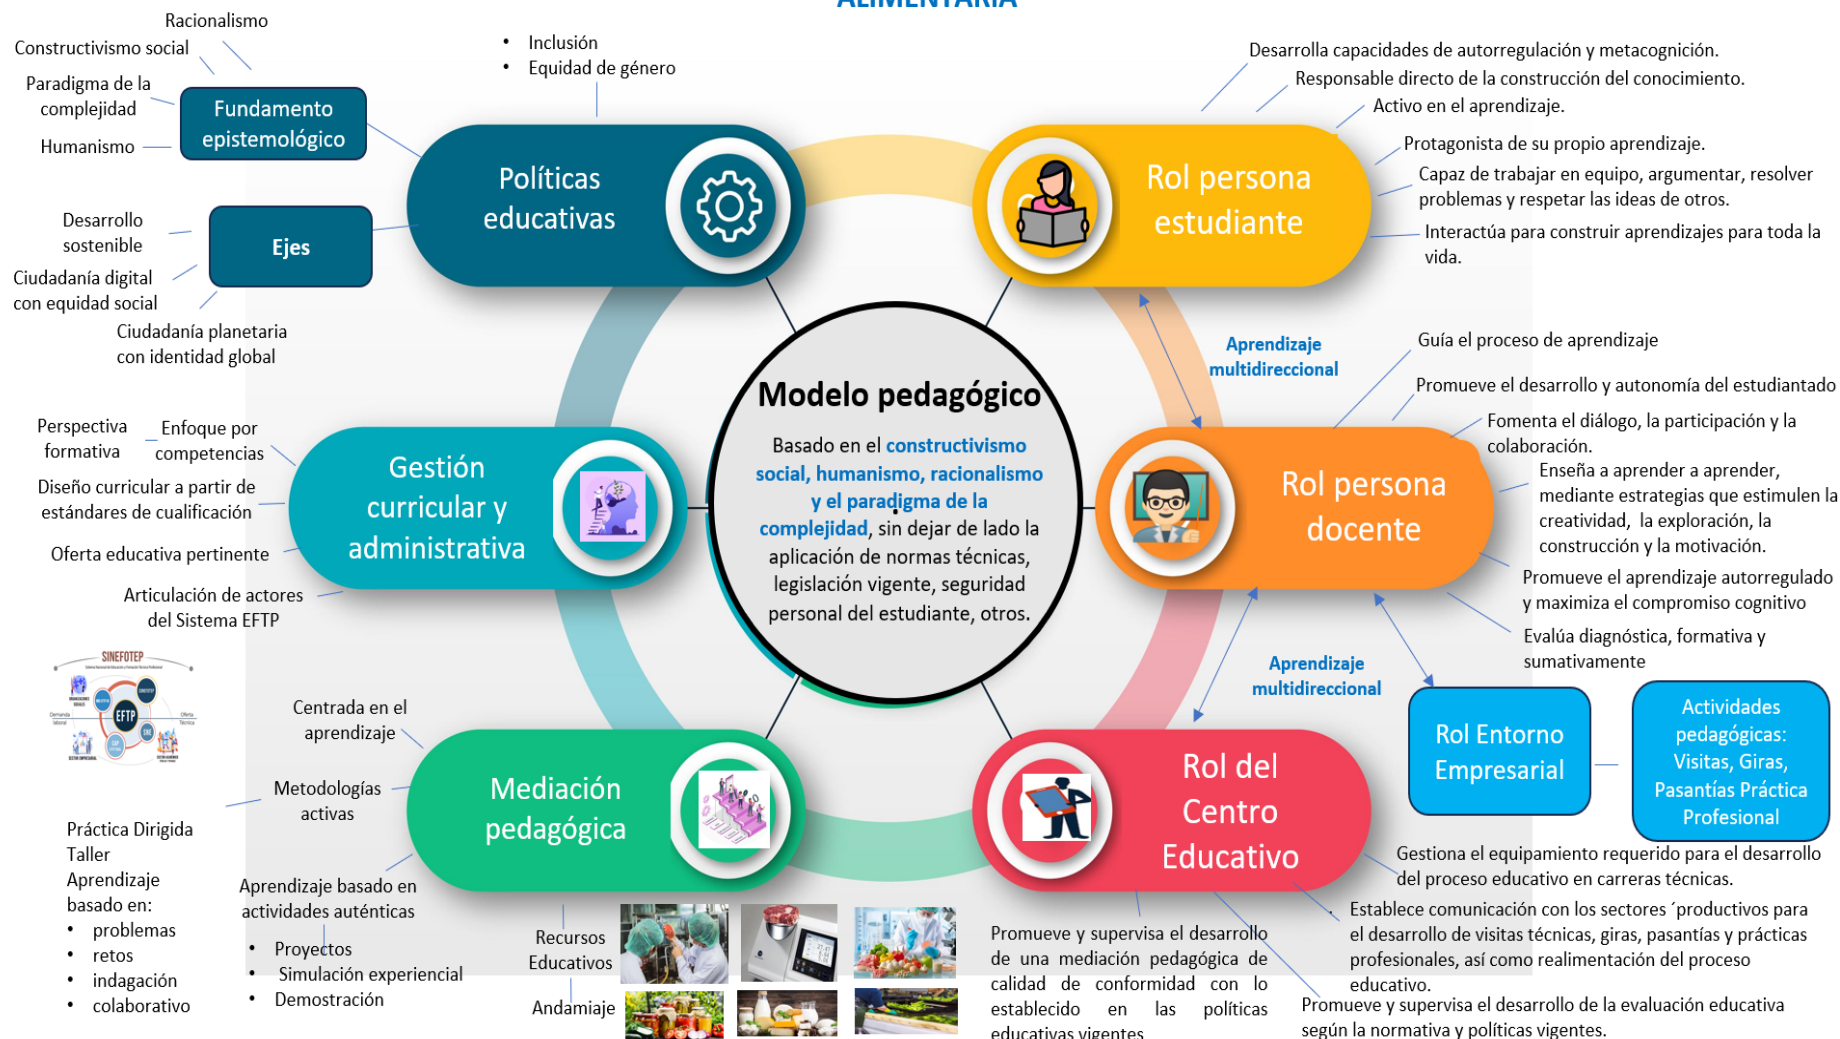 ALIMENTARIA
Racionalismo
Constructivismo social
Paradigma de la
complejidad
Humanismo
Fundamento
epistemológico
• Inclusión
• Equidad de género
Políticas
educativas
Desarrollo
sostenible
Ejes
Ciudadanía digital
con equidad social
Ciudadanía planetaria
con identidad global
Desarrolla capacidades de autorregulación y metacognición.
Responsable directo de la construcción del conocimiento.
Activo en el aprendizaje.
Protagonista de su propio aprendizaje.
Capaz de trabajar en equipo, argumentar, resolver
problemas y respetar las ideas de otros.
Interactúa para construir aprendizajes para toda la
vida.
Rol persona
estudiante
Aprendizaje
multidireccional
Modelo pedagógico
Basado en el constructivismo
social, humanismo, racionalismo
y el paradigma de la
complejidad, sin dejar de lado la
aplicación de normas técnicas,
legislación vigente, seguridad
personal del estudiante, otros.
Perspectiva
formativa
Enfoque por
competencias
Diseño curricular a partir de
estándares de cualificación
Oferta educativa pertinente
Articulación de actores
del Sistema EFTP
Gestión
curricular y
administrativa
Guía el proceso de aprendizaje
Promueve el desarrollo y autonomía del estudiantado
Fomenta el diálogo, la participación y la
colaboración.
Enseña a aprender a aprender,
mediante estrategias que estimulen la
creatividad, la exploración, la
construcción y la motivación.
Promueve el aprendizaje autorregulado
y maximiza el compromiso cognitivo
Evalúa diagnóstica, formativa y
sumativamente
Rol persona
docente
Aprendizaje
multidireccional
SINEFOTEP
Demanda
laboral
EFTP
Oferta
Técnica
SECTOR EMPRESARIAL
Centrada en el
aprendizaje
Metodologías
activas
Mediación
pedagógica
Práctica Dirigida
Taller
Aprendizaje
basado en:
• problemas
• retos
• indagación
• colaborativo
Aprendizaje basado en
actividades auténticas
• Proyectos
• Simulación experiencial
• Demostración
Recursos
Educativos
Andamiaje
Rol del
Centro
Educativo
Rol Entorno
Empresarial
Actividades
pedagógicas:
Visitas, Giras,
Pasantías Práctica
Profesional
Gestiona el equipamiento requerido para el desarrollo
del proceso educativo en carreras técnicas.
Establece comunicación con los sectores ´productivos para
el desarrollo de visitas técnicas, giras, pasantías y prácticas
profesionales, así como realimentación del proceso
educativo.
Promueve y supervisa el desarrollo de la evaluación educativa
según la normativa y políticas vigentes.
Promueve y supervisa el desarrollo
de una mediación pedagógica de
calidad de conformidad con lo
establecido en las políticas
educativas vigentes